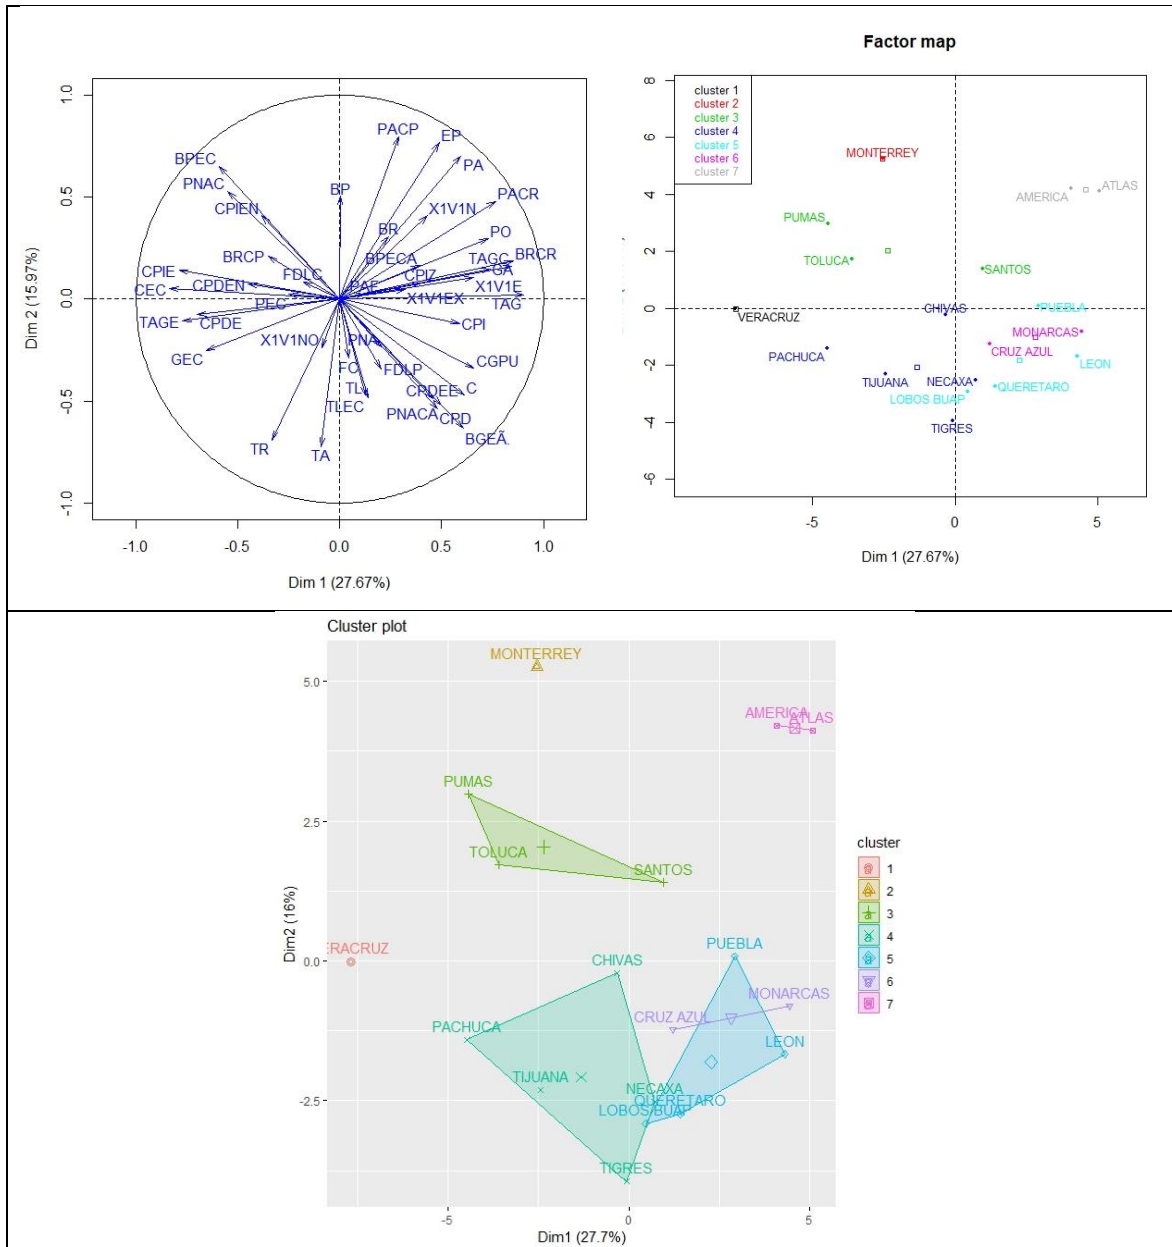 Factor map
1.0
0.5
0.0
-0.5
-1.0
Dim 2 (15.97%)
PACP
EP
BPEC
PA
PNAC
BP
PACR
CPIEN
X1V1N
BR
PO
BRCP
BPECA
TAGC
BRCR
CPIE
FDLC
CPIZ
GA
CEC
CPDEN
PAF
X1V1E
PEC
X1V1EX
TAG
TAGE
CPDE
CPI
X1V1NO
PNA
GEC
FC
FDLP
CGPU
TL
CPDEE
C
TLEC
PNACA
CPD
BGEÃ.
TR
TA
-1.0
-0.5
0.0
0.5
1.0
Dim 1 (27.67%)
8
6
4
2
0
-2
-4
-6
cluster 1
cluster 2
cluster 3
cluster 4
cluster 5
cluster 6
cluster 7
MONTERREY
ATLAS
AMERICA
PUMAS
TOLUCA
SANTOS
CHIVAS
PUEBLA
VERACRUZ
MONARCAS
PACHUCA
CRUZ AZUL
LEON
TIJUANA
NECAXA
QUERETARO
LOBOS BUAP
TIGRES
-5
0
5
Dim 1 (27.67%)
Cluster plot
MONTERREY
5.0
AMERICA
ATLAS
PUMAS
2.5
TOLUCA
SANTOS
Dim2 (16%)
ERACRUZ
0.0
PUEBLA
CHIVAS
MONARCAS
CRUZ AZUL
PACHUCA
LEON
TIJUANA
NECAXA
QUERETARO
-2.5
LOBOS BUAP
TIGRES
-5
0
5
Dim1 (27.7%)
cluster
1
2
3
4
5
6
7